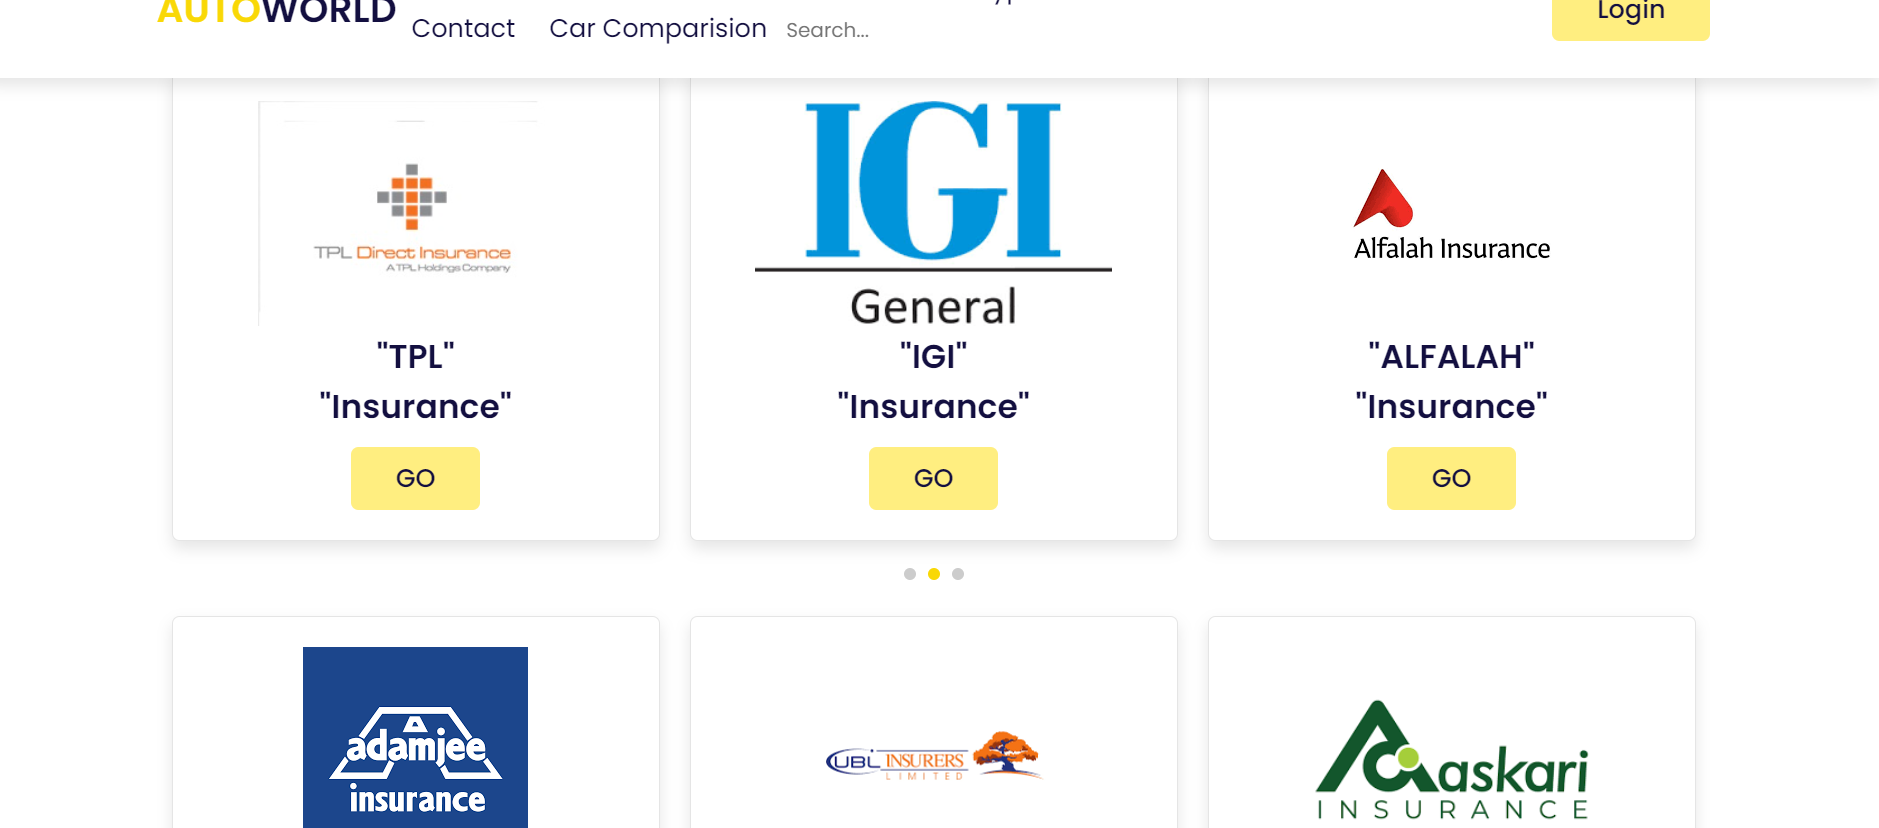 AUTOWORLD
Contact Car Comparision Search...
Login
TPL Direct Insurance
A TPL Holdings Company
"TPL"
"Insurance"
GO
IGI
General
"IGI"
"Insurance"
GO
Alfalah Insurance
"ALFALAH"
"Insurance"
GO
adamjee
insurance
UBL INSURERS
LIMITED
askari
INSURANCE